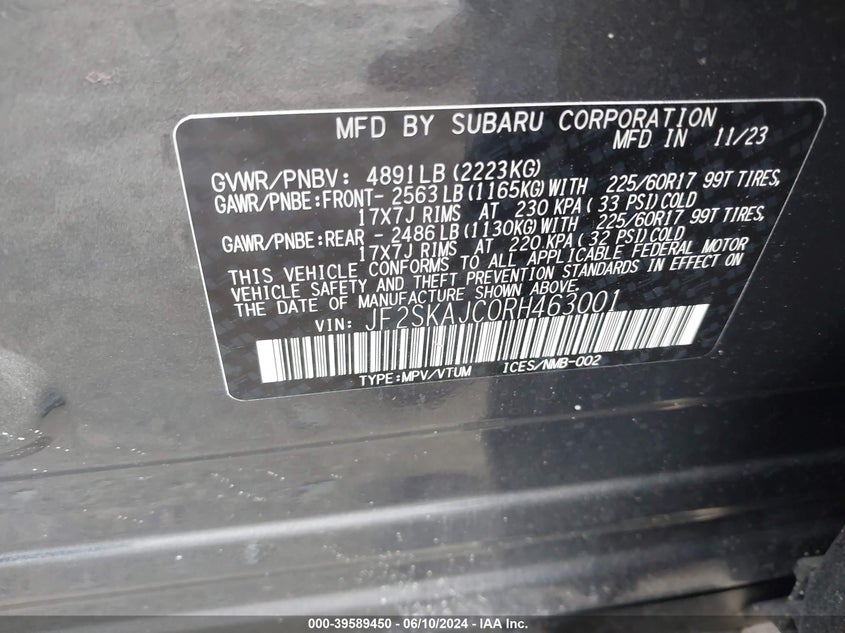 MFD BY SUBARU CORPORATION
MFD IN 11/23
GVWR/PNBV: 4891LB (2223KG)
GAWR/PNBE:FRONT- 2563 LB (1165KG) WITH 225/60R17 99T TIRES,
17X7J RIMS AT 230 KPA ( 33 PSI) COLD
GAWR/PNBE:REAR - 2486 LB (1130KG) WITH 225/60R17 99T TIRES,
17X7J RIMS AT 220 KPA ( 32 PSI) COLD
THIS VEHICLE CONFORMS TO ALL APPLICABLE FEDERAL MOTOR
VEHICLE SAFETY AND THEFT PREVENTION STANDARDS IN EFFECT ON
THE DATE OF MANUFACTURE SHOWN ABOVE.
VIN: JF2SKAJC0RH463001
TYPE:MPV/VTUM ICES/NMB-002
000-39589450 - 06/10/2024 - IAA Inc.